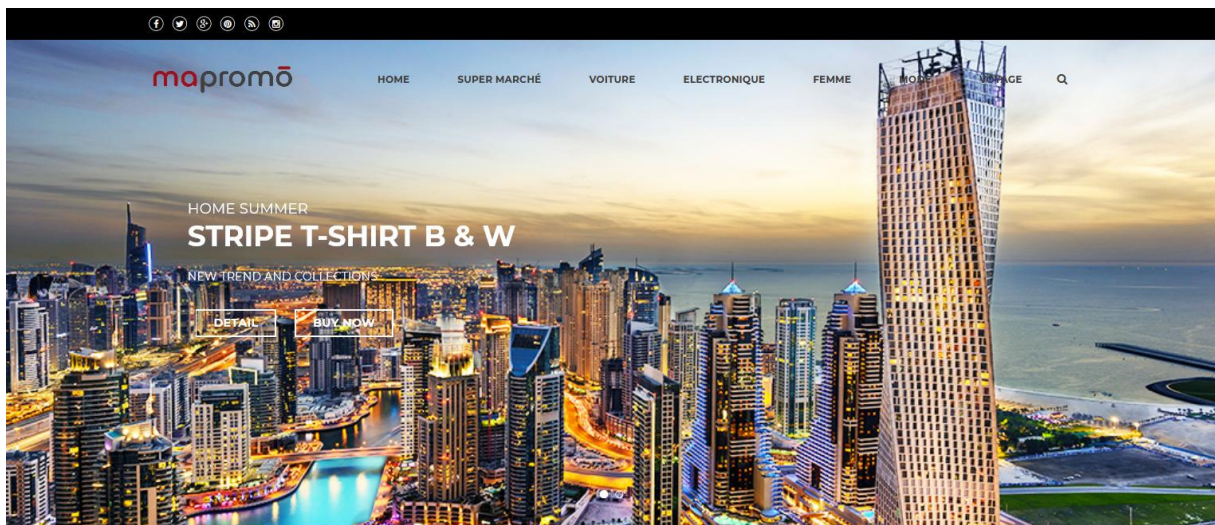 mapromō
HOME SUPER MARCHÉ VOITURE ELECTRONIQUE FEMME MODE VOYAGE
HOME SUMMER
STRIPE T-SHIRT B & W
NEW TREND AND COLLECTIONS
DETAIL BUY NOW